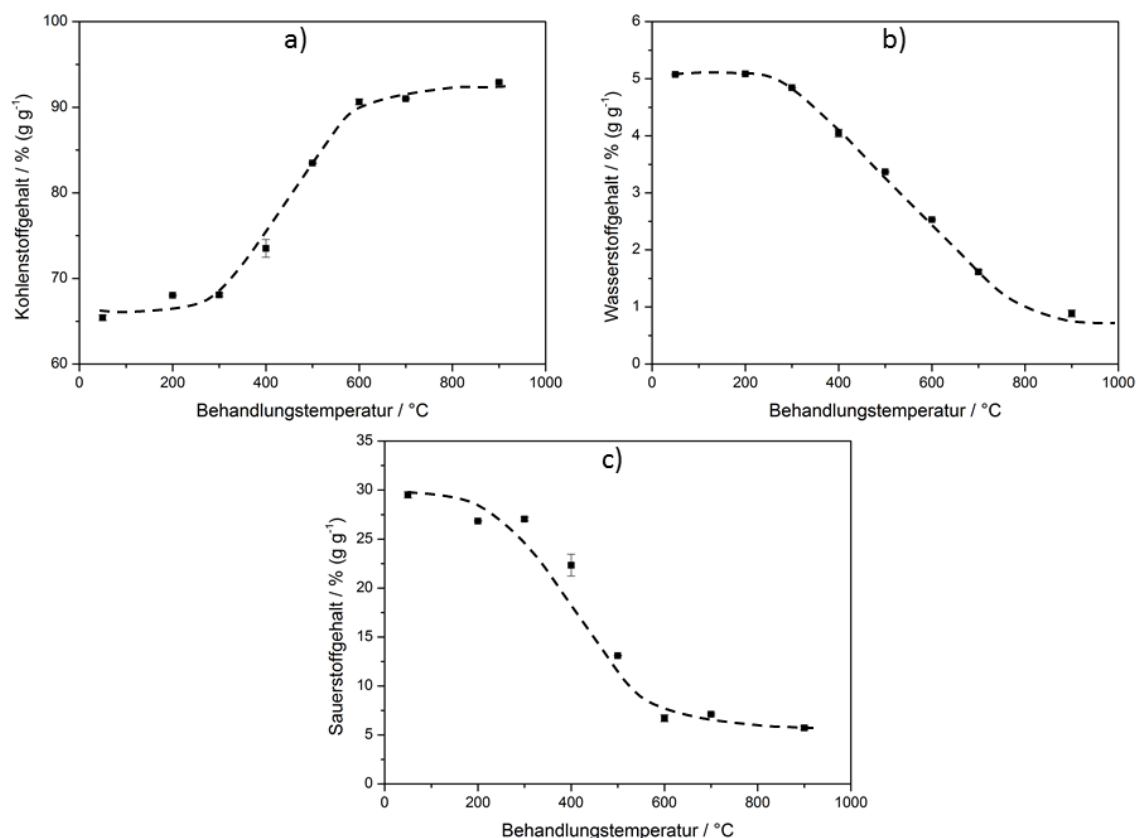 a)
Kohlenstoffgehalt / % (g g⁻¹)
100
90
80
70
60
0 200 400 600 800 1000
Behandlungstemperatur / °C
b)
Wasserstoffgehalt / % (g g⁻¹)
6
5
4
3
2
1
0
0 200 400 600 800 1000
Behandlungstemperatur / °C
c)
Sauerstoffgehalt / % (g g⁻¹)
35
30
25
20
15
10
5
0
0 200 400 600 800 1000
Behandlungstemperatur / °C